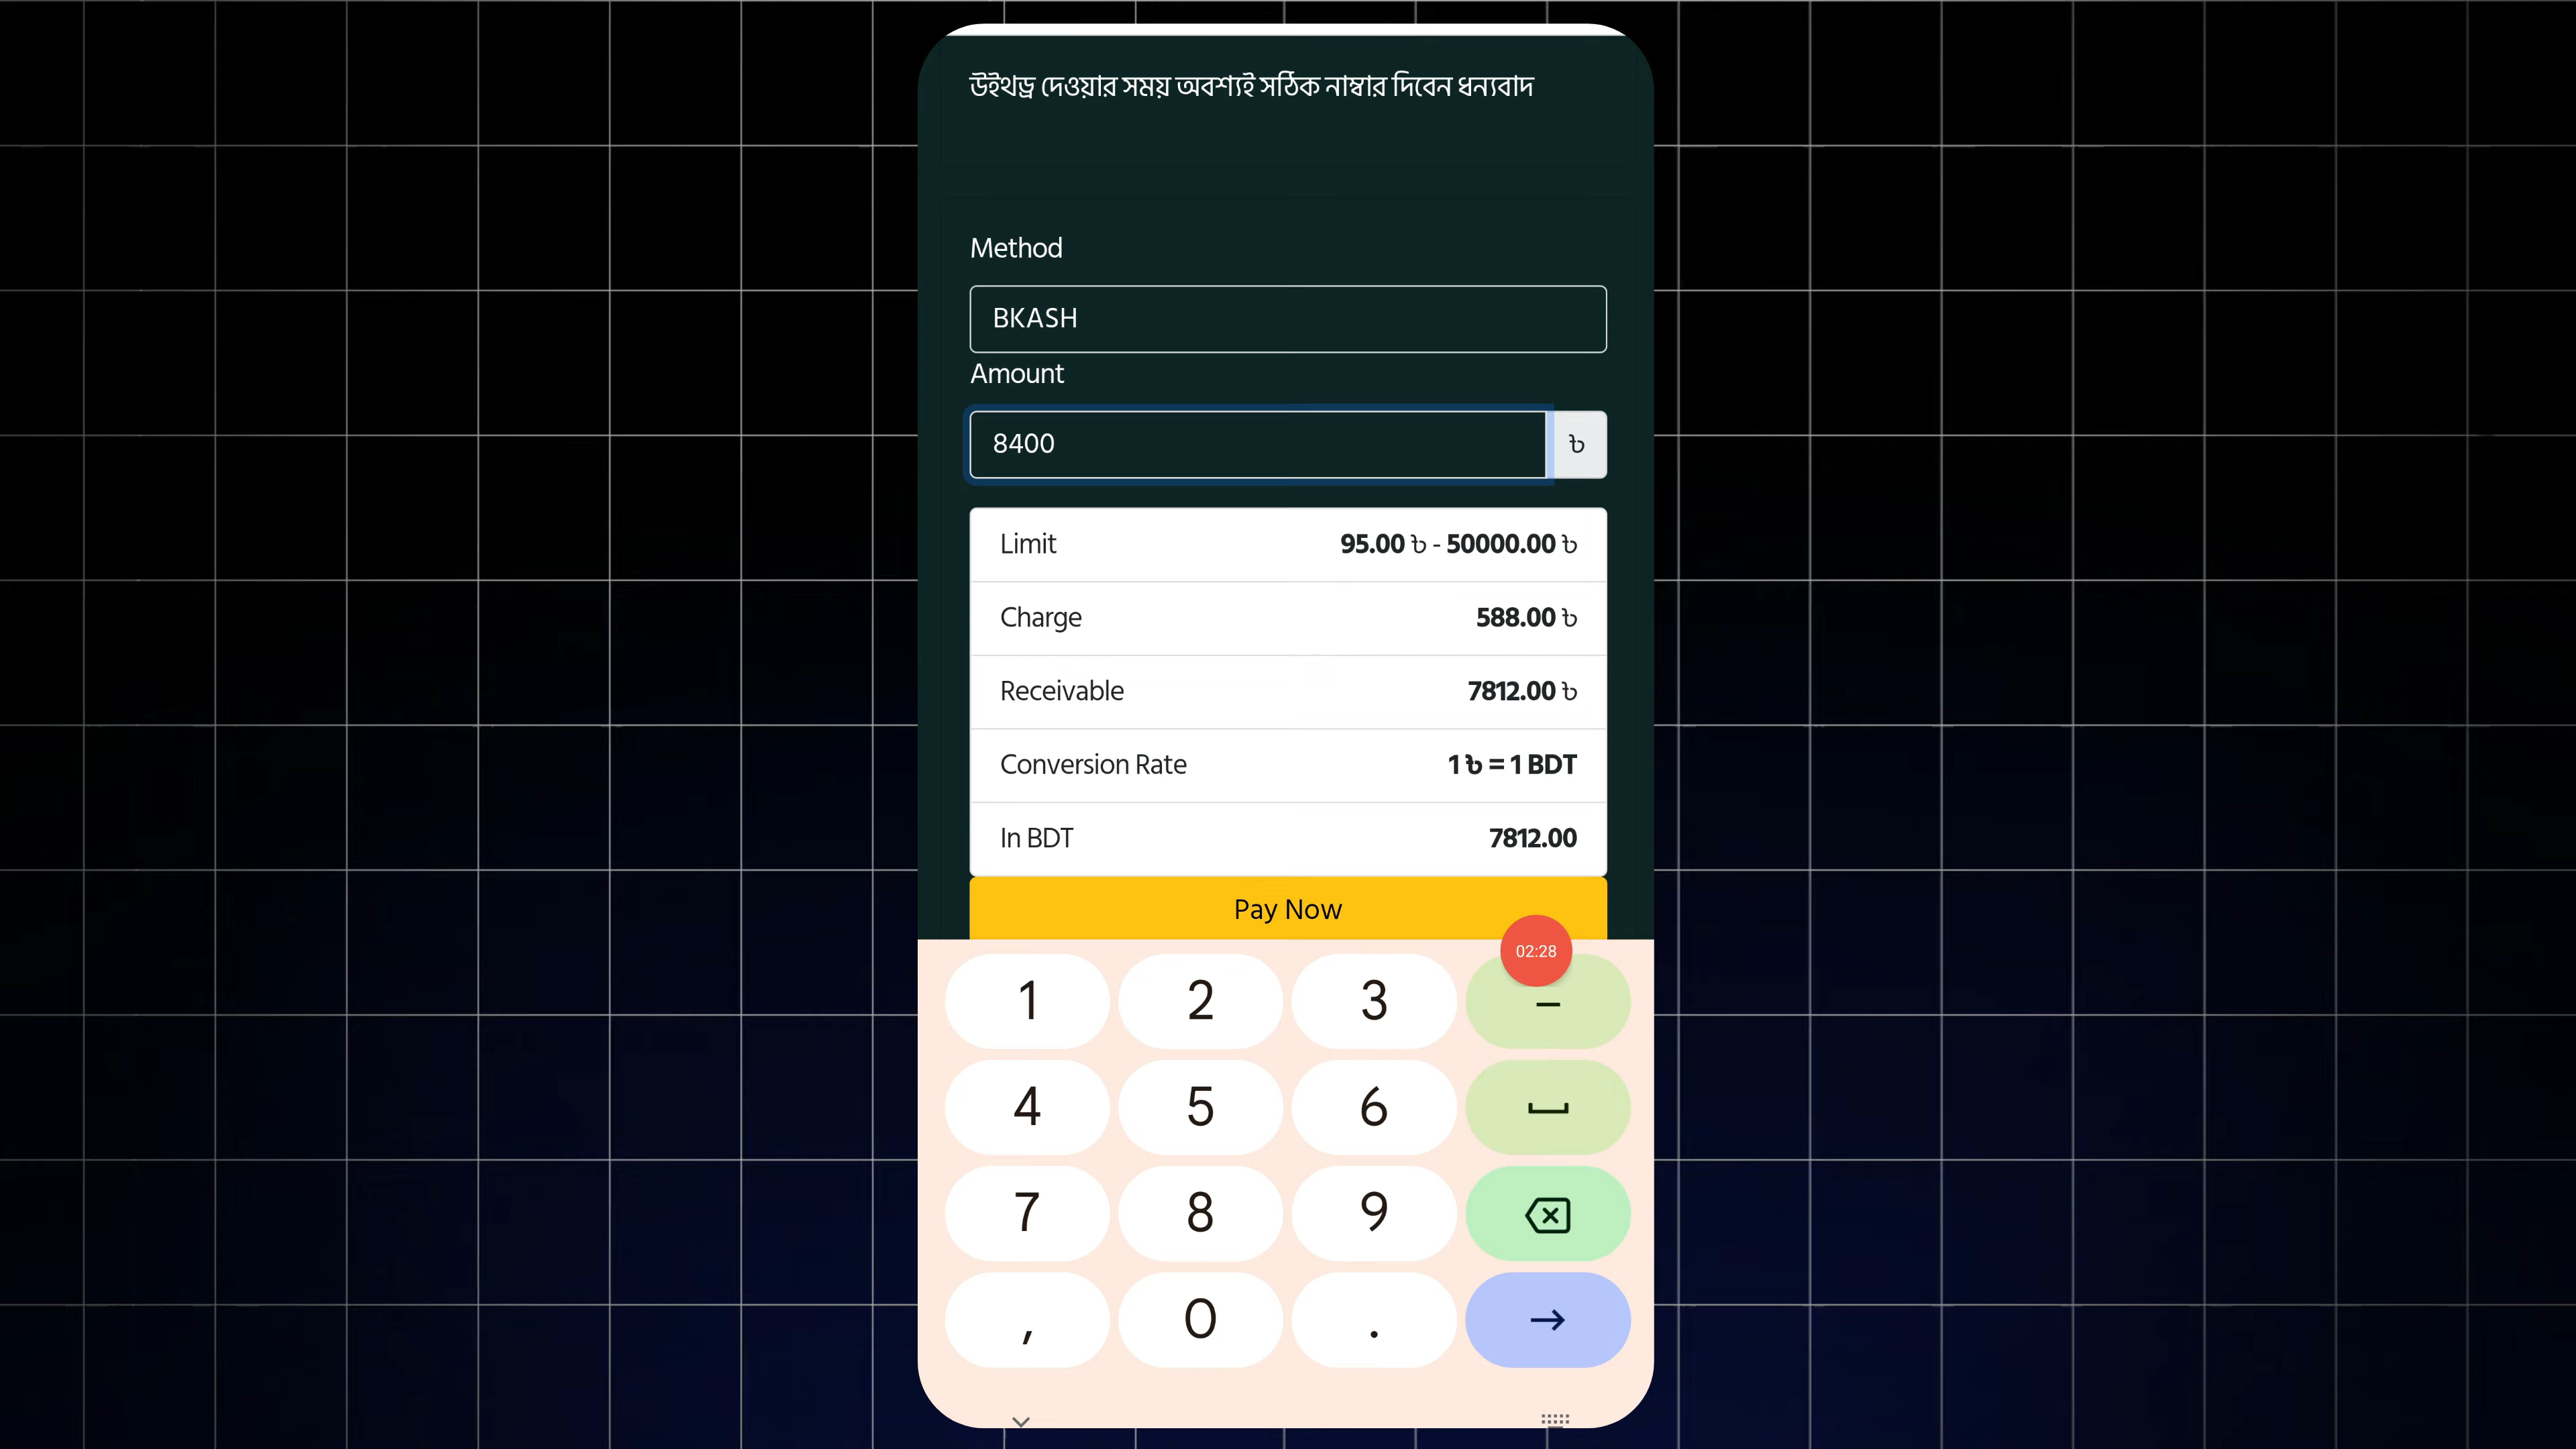 উইথড্র দেওয়ার সময় অবশ্যই সঠিক নাম্বার দিবেন ধন্যবাদ
Method
BKASH
Amount
8400 ৳
Limit 95.00 ৳ - 50000.00 ৳
Charge 588.00 ৳
Receivable 7812.00 ৳
Conversion Rate 1 ৳ = 1 BDT
In BDT 7812.00
Pay Now
02:28
1 2 3 –
4 5 6
7 8 9
, 0 . →